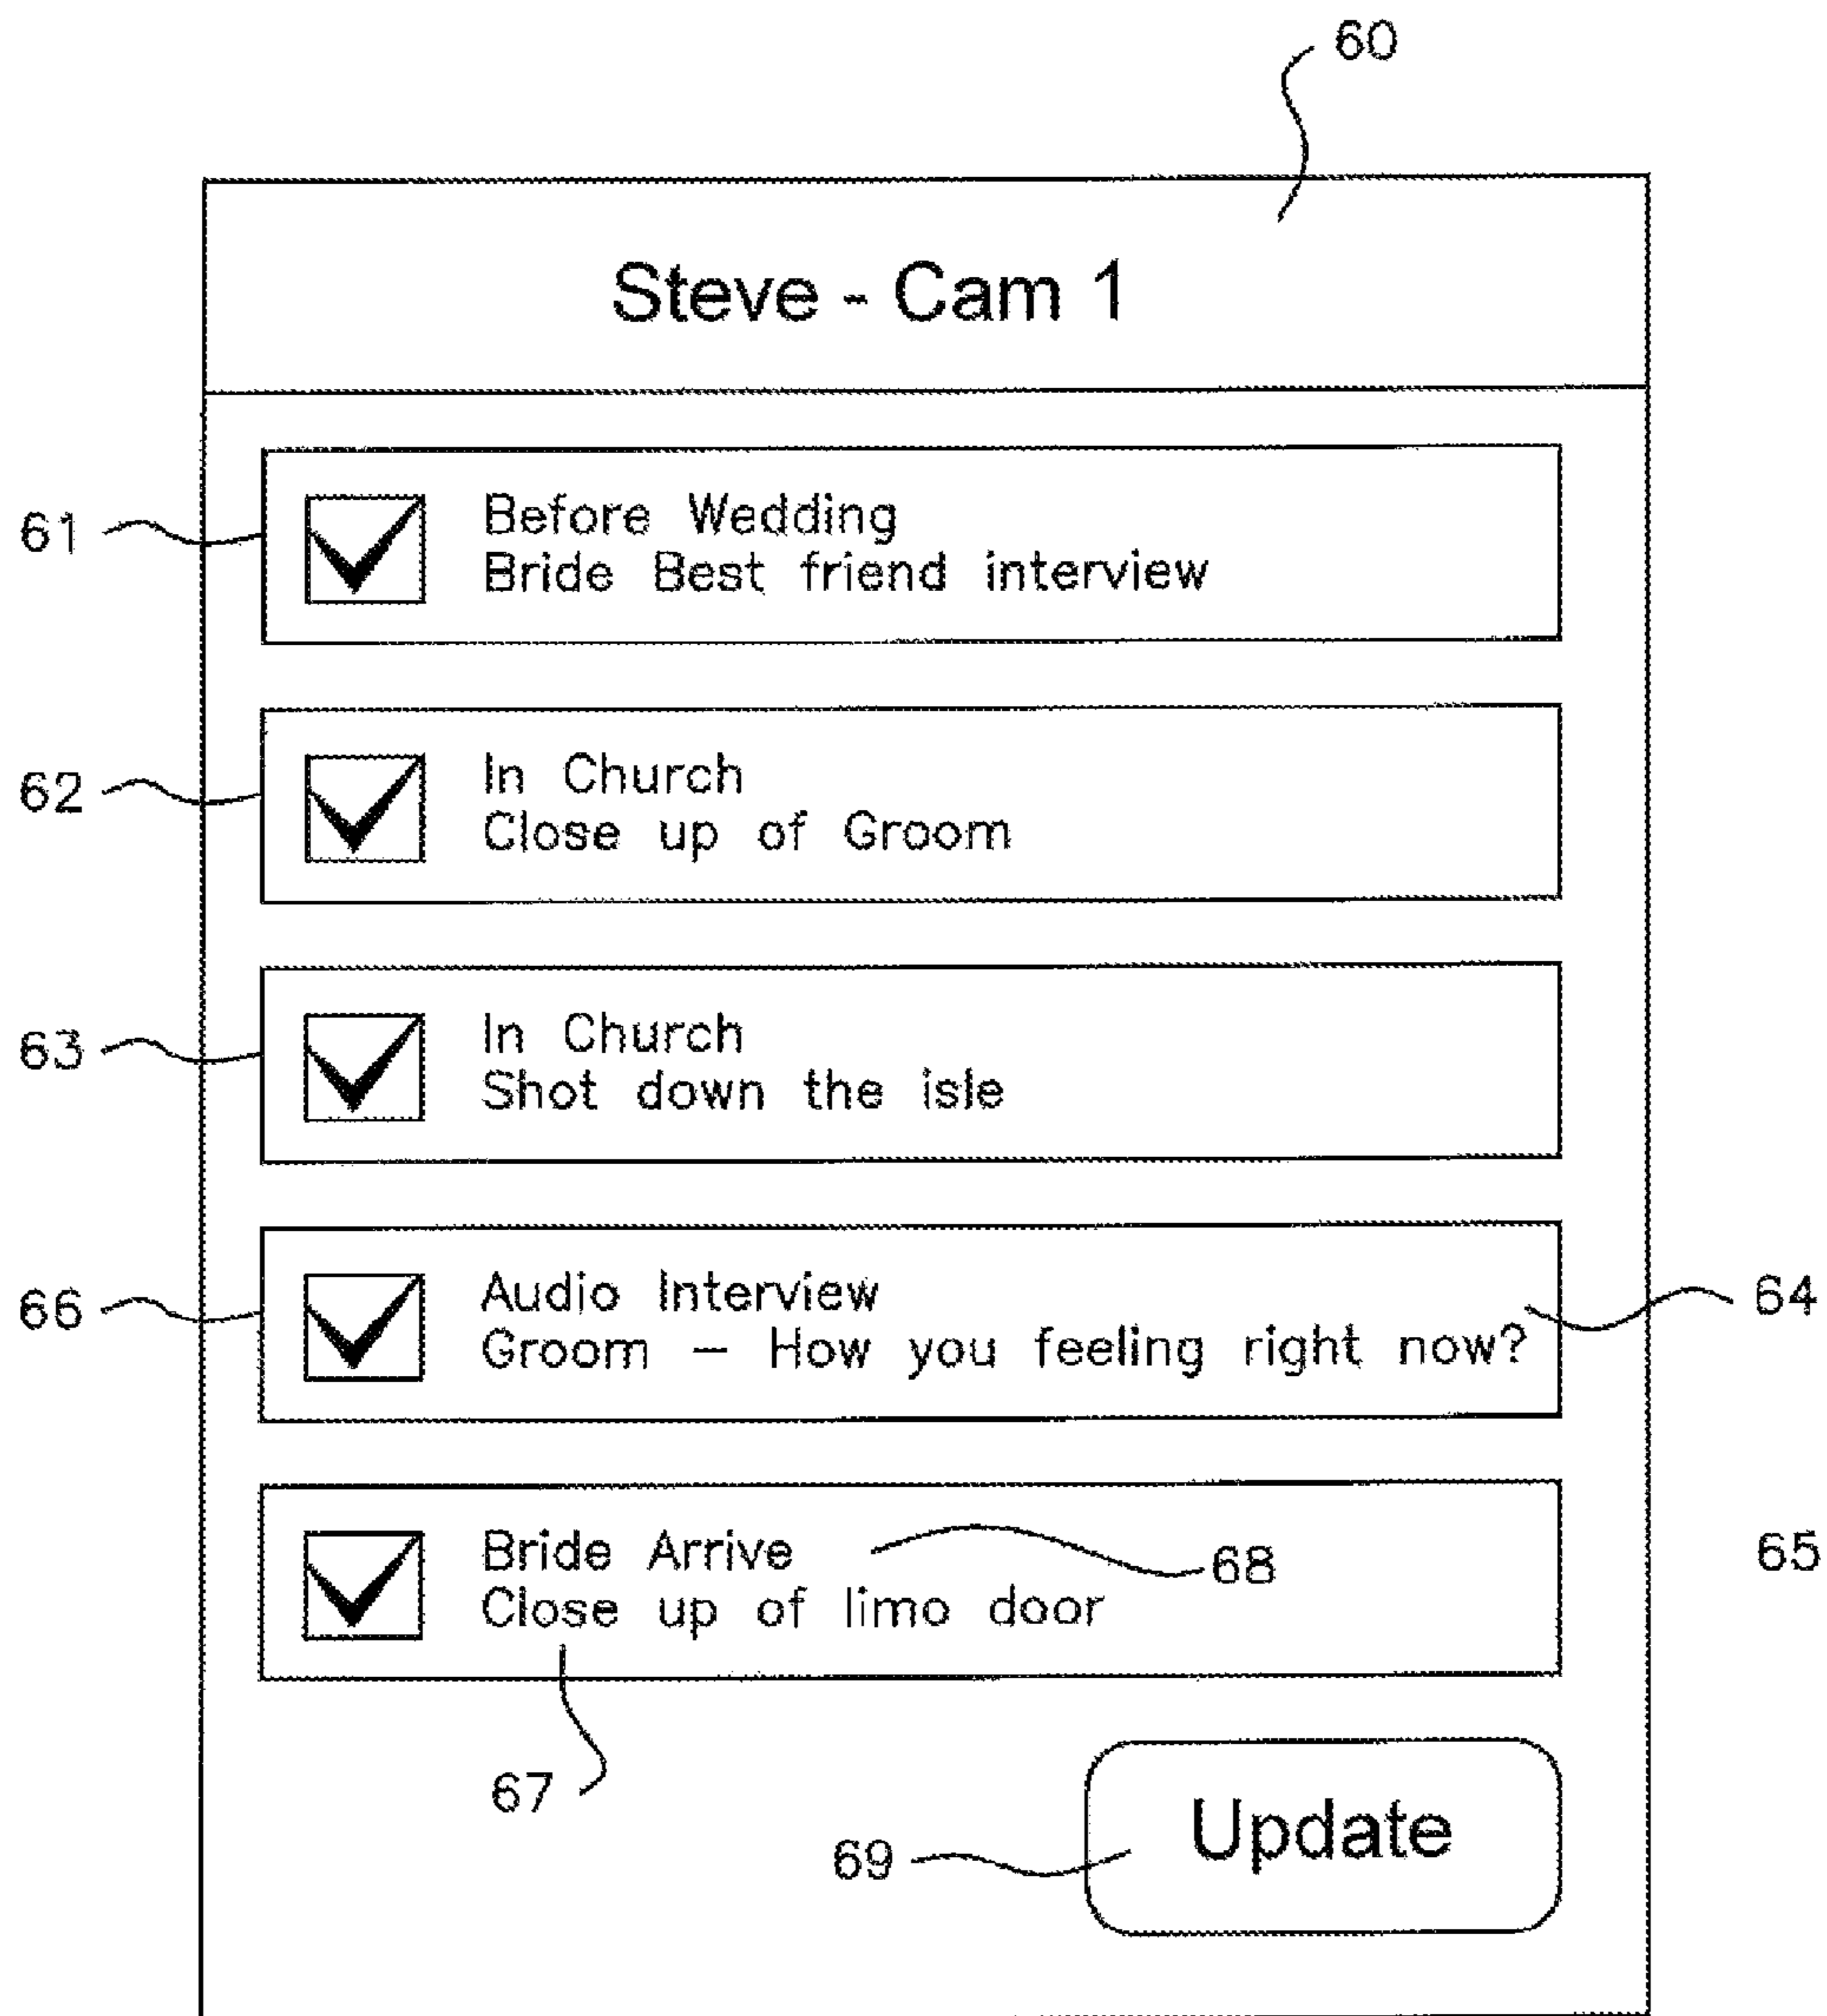 60
Steve - Cam 1
61
Before Wedding
Bride Best friend interview
62
In Church
Close up of Groom
63
In Church
Shot down the isle
66
Audio Interview
Groom – How you feeling right now?
64
Bride Arrive
Close up of limo door
68
65
67
69
Update